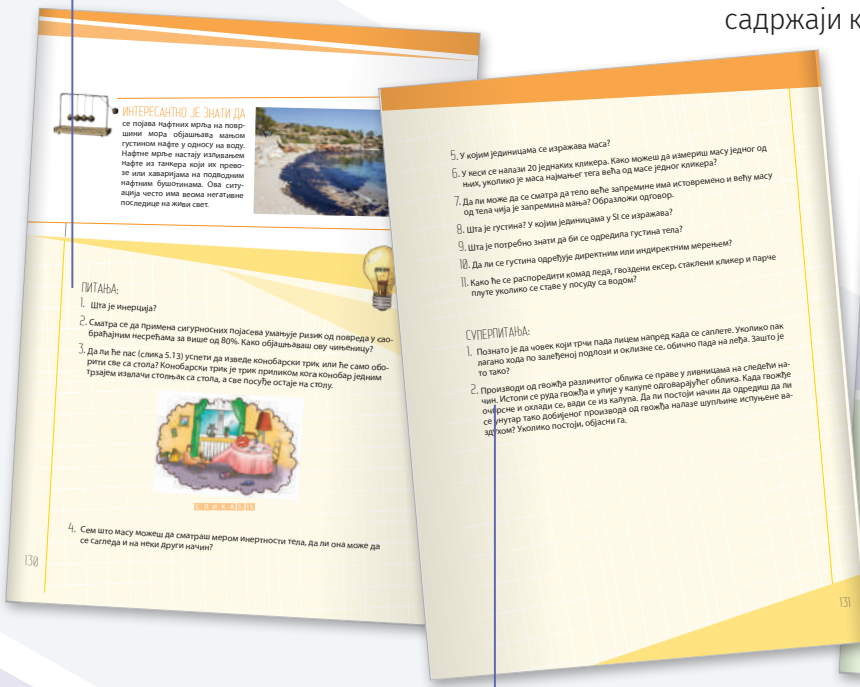 садржаји к
ИНТЕРЕСАНТНО ЈЕ ЗНАТИ ДА
се појава нафтних мрља на повр-
шини мора објашњава мањом
густином нафте у односу на воду.
Нафтне мрље настају изливањем
нафте из танкера који их прево-
зе или хаваријама на подводним
нафтним бушотинама. Ова ситу-
ација често има веома негативне
последице на живи свет.
ПИТАЊА:
1. Шта је инерција?
2. Сматра се да примена сигурносних појасева умањује ризик од повреда у сао-
браћајним несрећама за више од 80%. Како објашњаваш ову чињеницу?
3. Да ли ће пас (слика 5.13) успети да изведе конобарски трик или ће само обо-
рити све са стола? Конобарски трик је трик приликом кога конобар једним
трзајем извлачи столњак са стола, а све посуђе остаје на столу.
СЛИКА 5.13
4. Сем што масу можеш да сматраш мером инертности тела, да ли она може да
се сагледа и на неки други начин?
130
5. У којим јединицама се изражава маса?
6. У кеси се налази 20 једнаких кликера. Како можеш да измериш масу једног од
њих, уколико је маса најмањег тега већа од масе једног кликера?
7. Да ли може да се сматра да тело веће запремине има истовремено и већу масу
од тела чија је запремина мања? Образложи одговор.
8. Шта је густина? У којим јединицама у SI се изражава?
9. Шта је потребно знати да би се одредила густина тела?
10. Да ли се густина одређује директним или индиректним мерењем?
11. Како ће се распоредити комад леда, гвоздени ексер, стаклени кликер и парче
плуте уколико се ставе у посуду са водом?
СУПЕРПИТАЊА:
1. Познато је да човек који трчи пада лицем напред када се саплете. Уколико пак
лагано хода по залеђеној подлози и оклизне се, обично пада на леђа. Зашто је
то тако?
2. Производи од гвожђа различитог облика се праве у ливницама на следећи на-
чин. Истопи се руда гвожђа и улије у калупе одговарајућег облика. Када гвожђе
очврсне и охлади се, вади се из калупа. Да ли постоји начин да одредиш да ли
се унутар тако добијеног производа од гвожђа налазе шупљине испуњене ва-
здухом? Уколико постоји, објасни га.
131